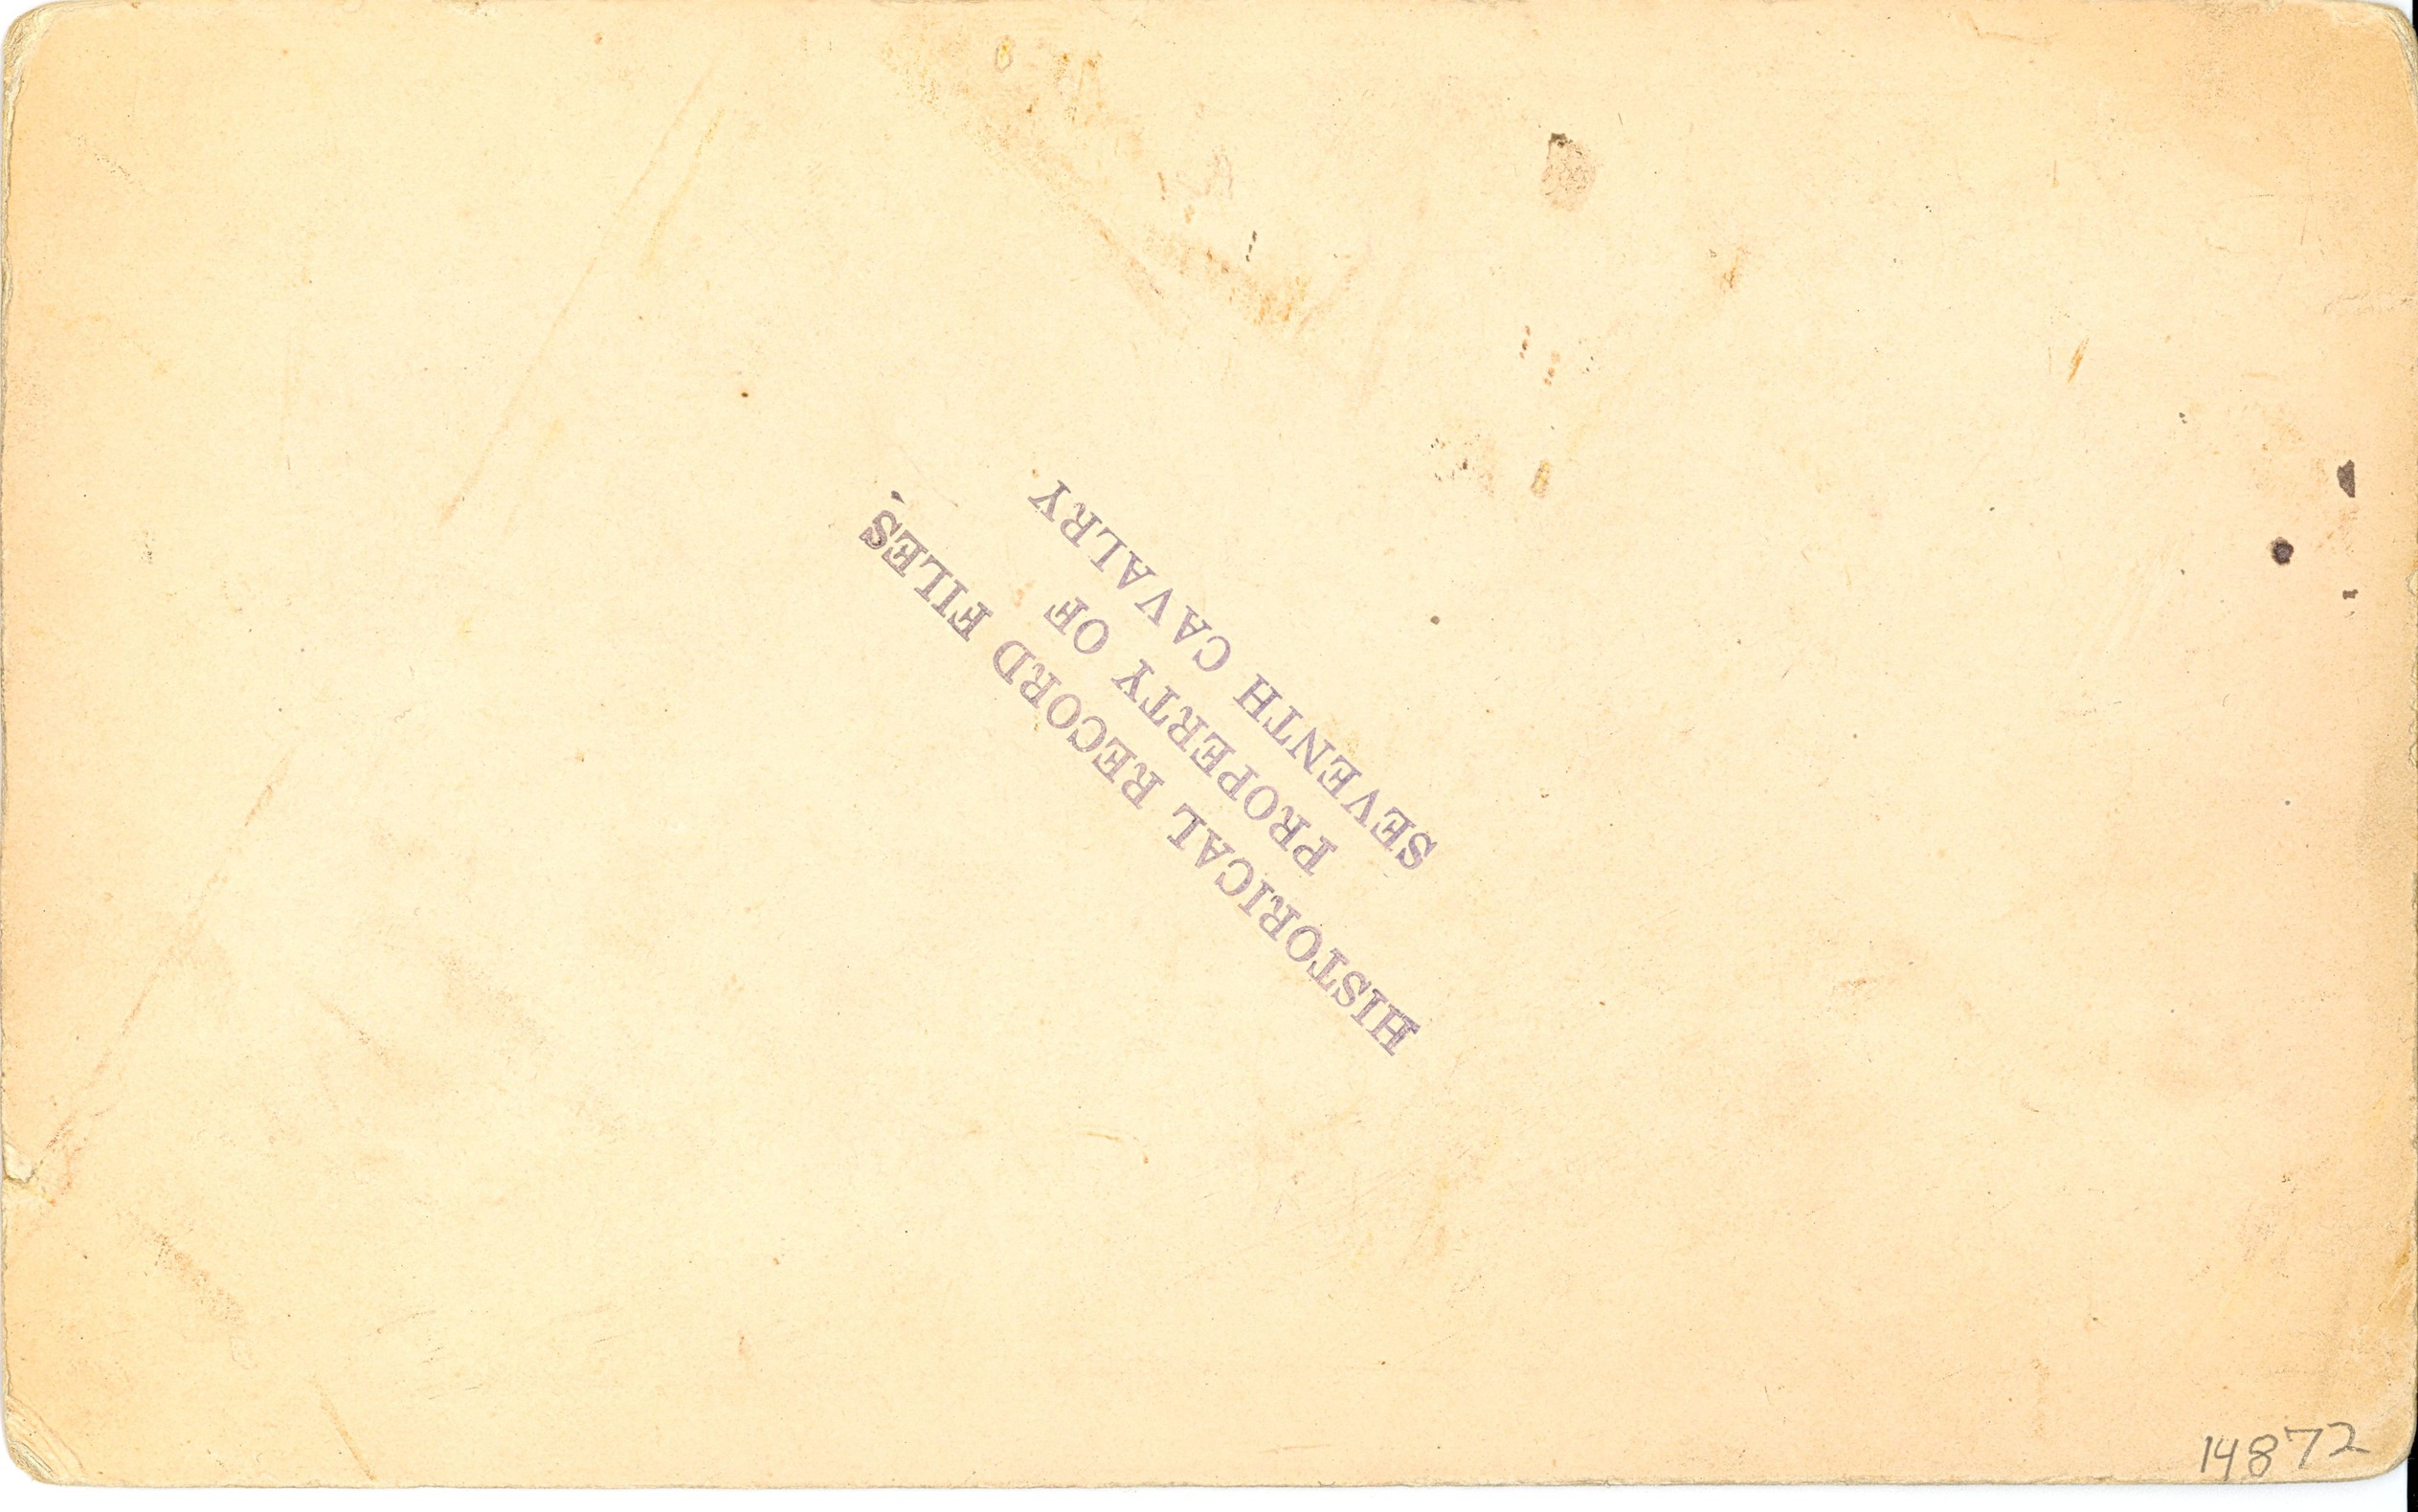 HISTORICAL RECORD FILES.
PROPERTY OF
SEVENTH CAVALRY
14872